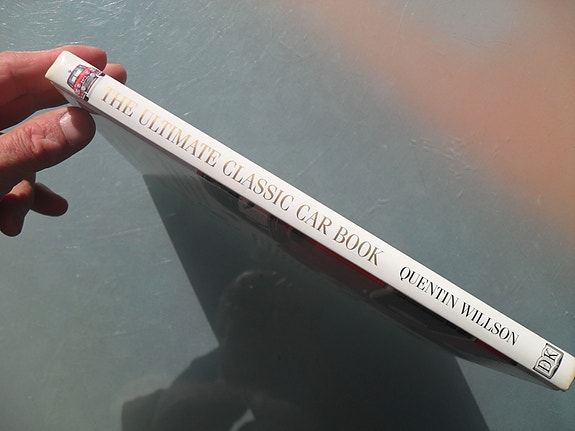 THE ULTIMATE CLASSIC CAR BOOK QUENTIN WILLSON DK